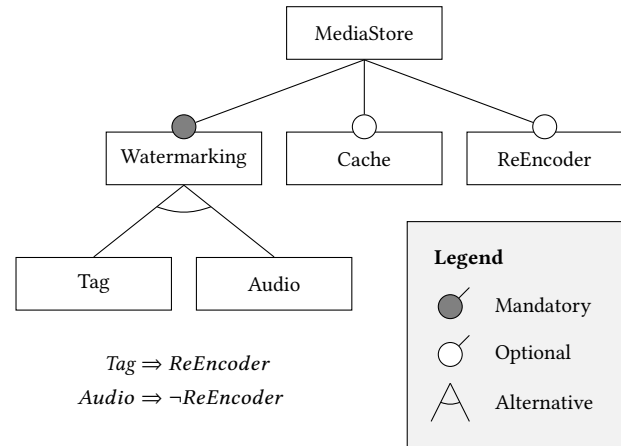 MediaStore
Watermarking
Cache
ReEncoder
Tag
Audio
Legend
Mandatory
Optional
Alternative
Tag ⇒ ReEncoder
Audio ⇒ ¬ReEncoder